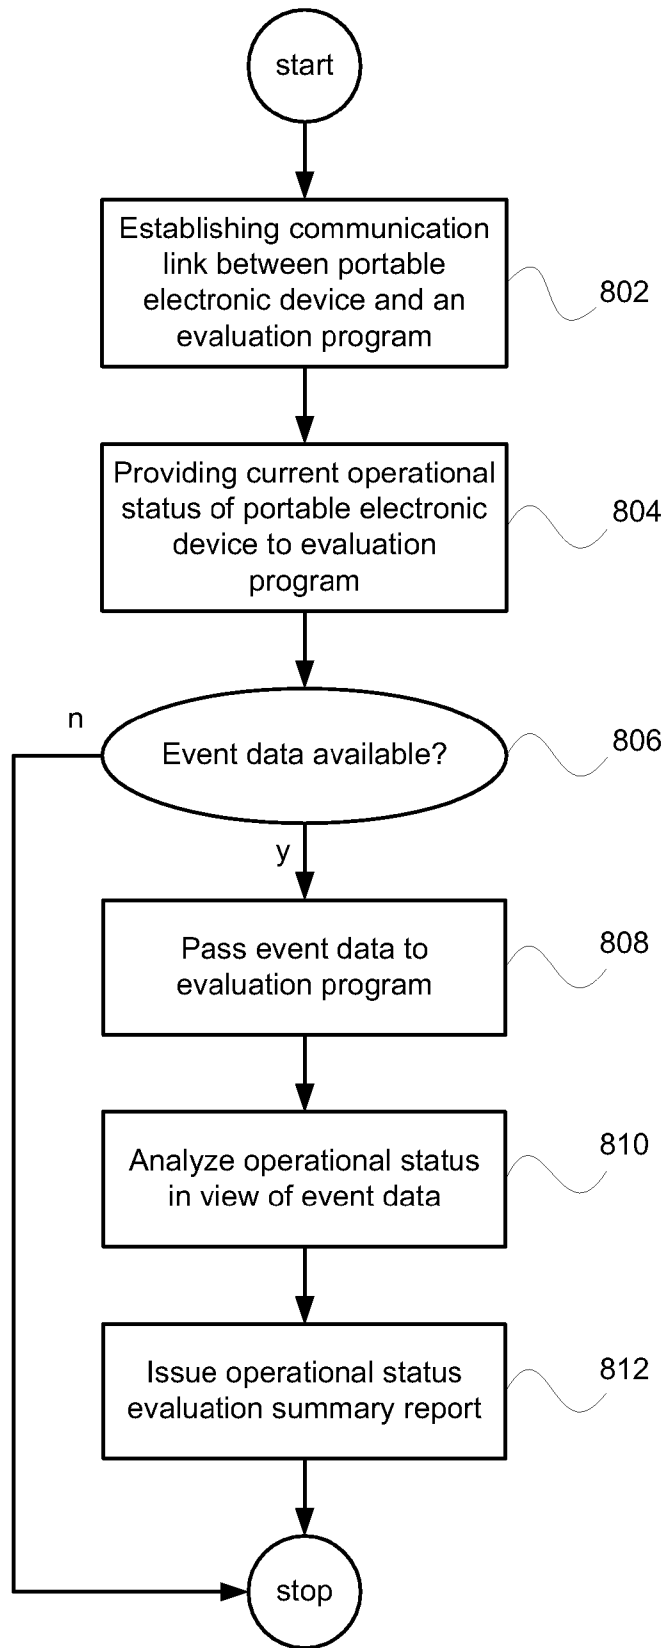 start
Establishing communication
link between portable
electronic device and an
evaluation program
802
Providing current operational
status of portable electronic
device to evaluation
program
804
n
Event data available?
806
y
Pass event data to
evaluation program
808
Analyze operational status
in view of event data
810
Issue operational status
evaluation summary report
812
stop